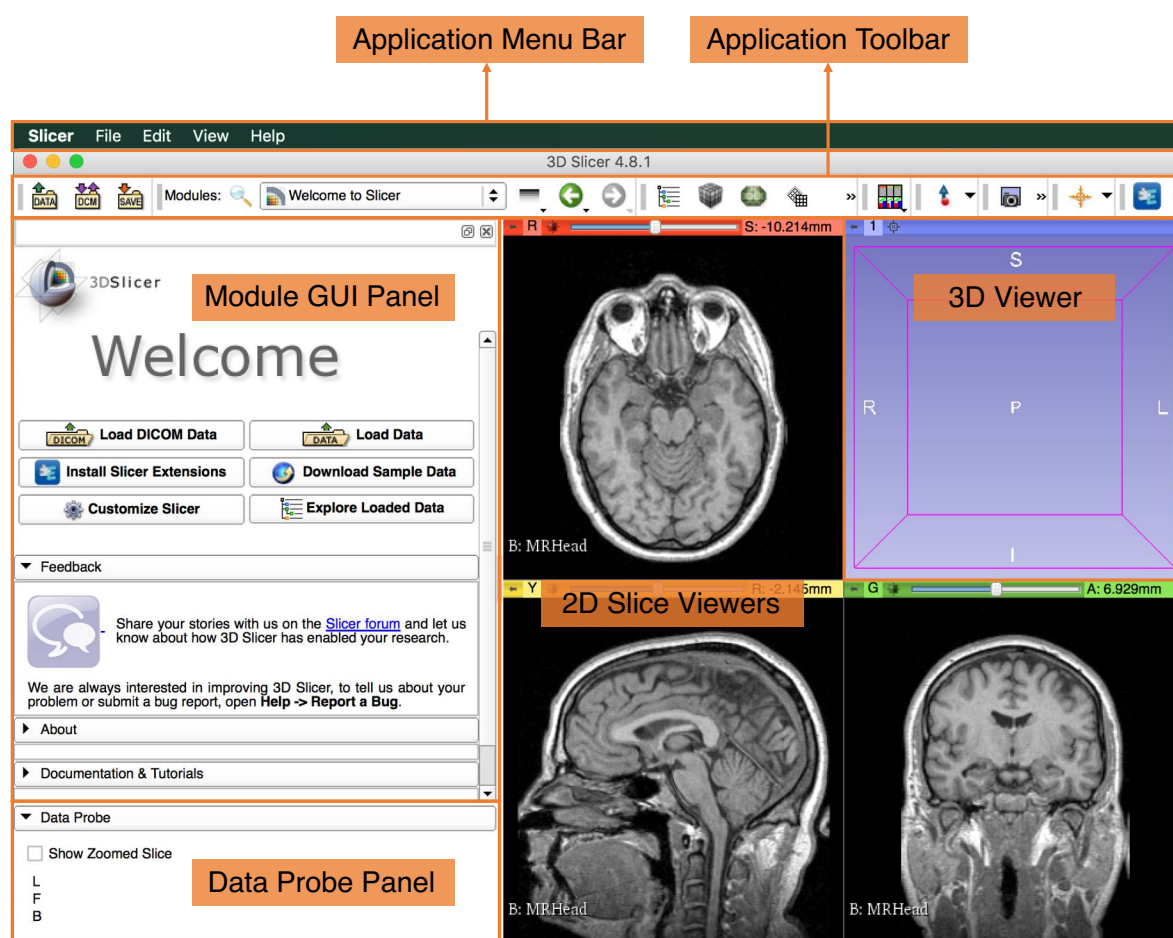 Application Menu Bar
Application Toolbar
Slicer File Edit View Help
3D Slicer 4.8.1
DATA DCM SAVE Modules: Welcome to Slicer
R S: -10.214mm
1
3DSlicer
Module GUI Panel
S
3D Viewer
Welcome
R P L
DICOM Load DICOM Data
DATA Load Data
Install Slicer Extensions
Download Sample Data
Customize Slicer
Explore Loaded Data
B: MRHead
I
Feedback
Y R: -2.145mm
G A: 6.929mm
2D Slice Viewers
Share your stories with us on the Slicer forum and let us
know about how 3D Slicer has enabled your research.
We are always interested in improving 3D Slicer, to tell us about your
problem or submit a bug report, open Help -> Report a Bug.
About
Documentation & Tutorials
Data Probe
Show Zoomed Slice
L
F
B
Data Probe Panel
B: MRHead
B: MRHead